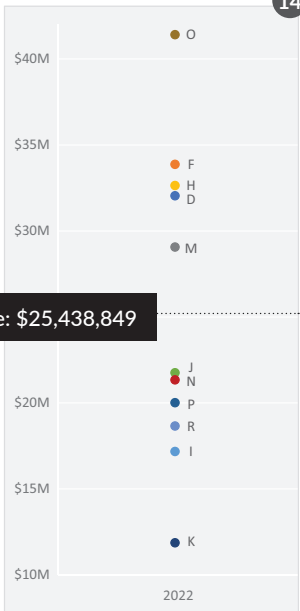 14
O
$40M
$35M
F
H
D
$30M
M
e: $25,438,849
J
N
$20M
P
R
I
$15M
K
$10M
2022